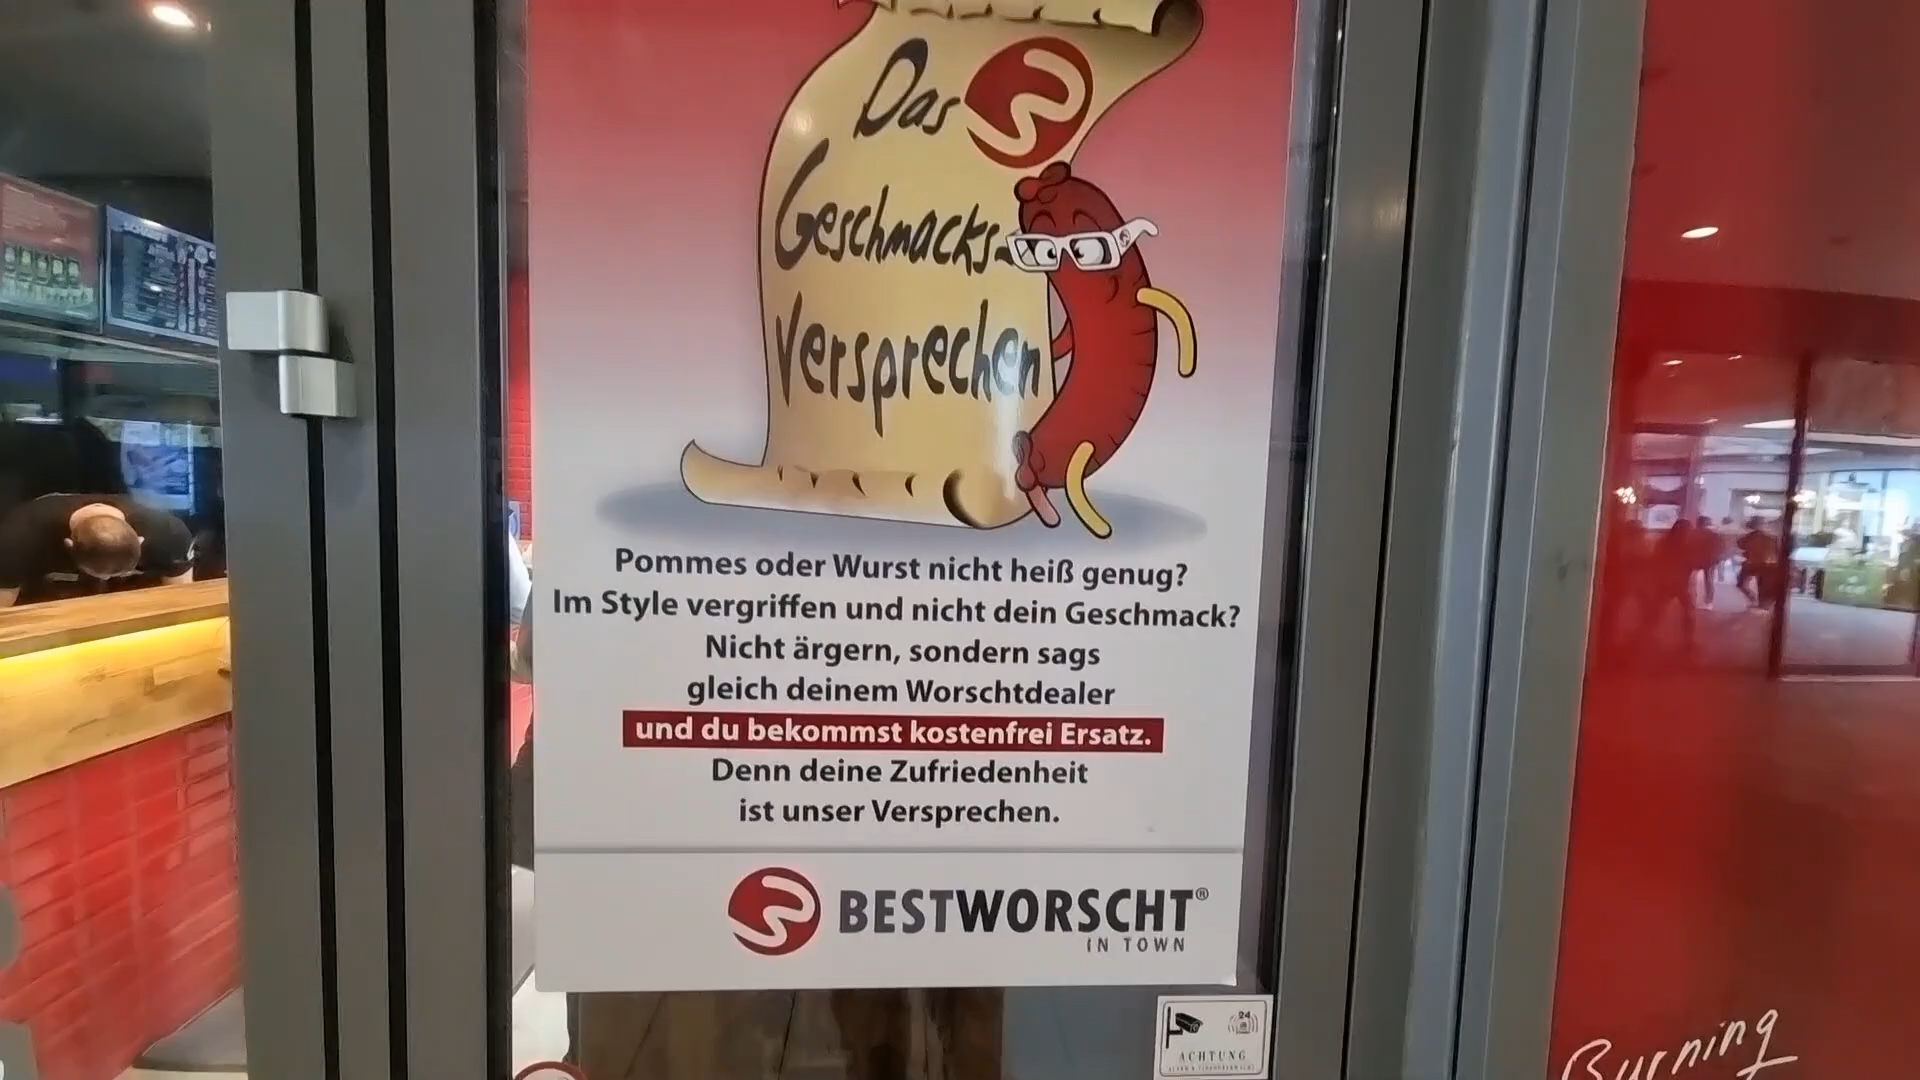 Das
Geschmacks-
versprechen
Pommes oder Wurst nicht heiß genug?
Im Style vergriffen und nicht dein Geschmack?
Nicht ärgern, sondern sags
gleich deinem Worschtdealer
und du bekommst kostenfrei Ersatz.
Denn deine Zufriedenheit
ist unser Versprechen.
BESTWORSCHT®
IN TOWN
24
ACHTUNG
Burning